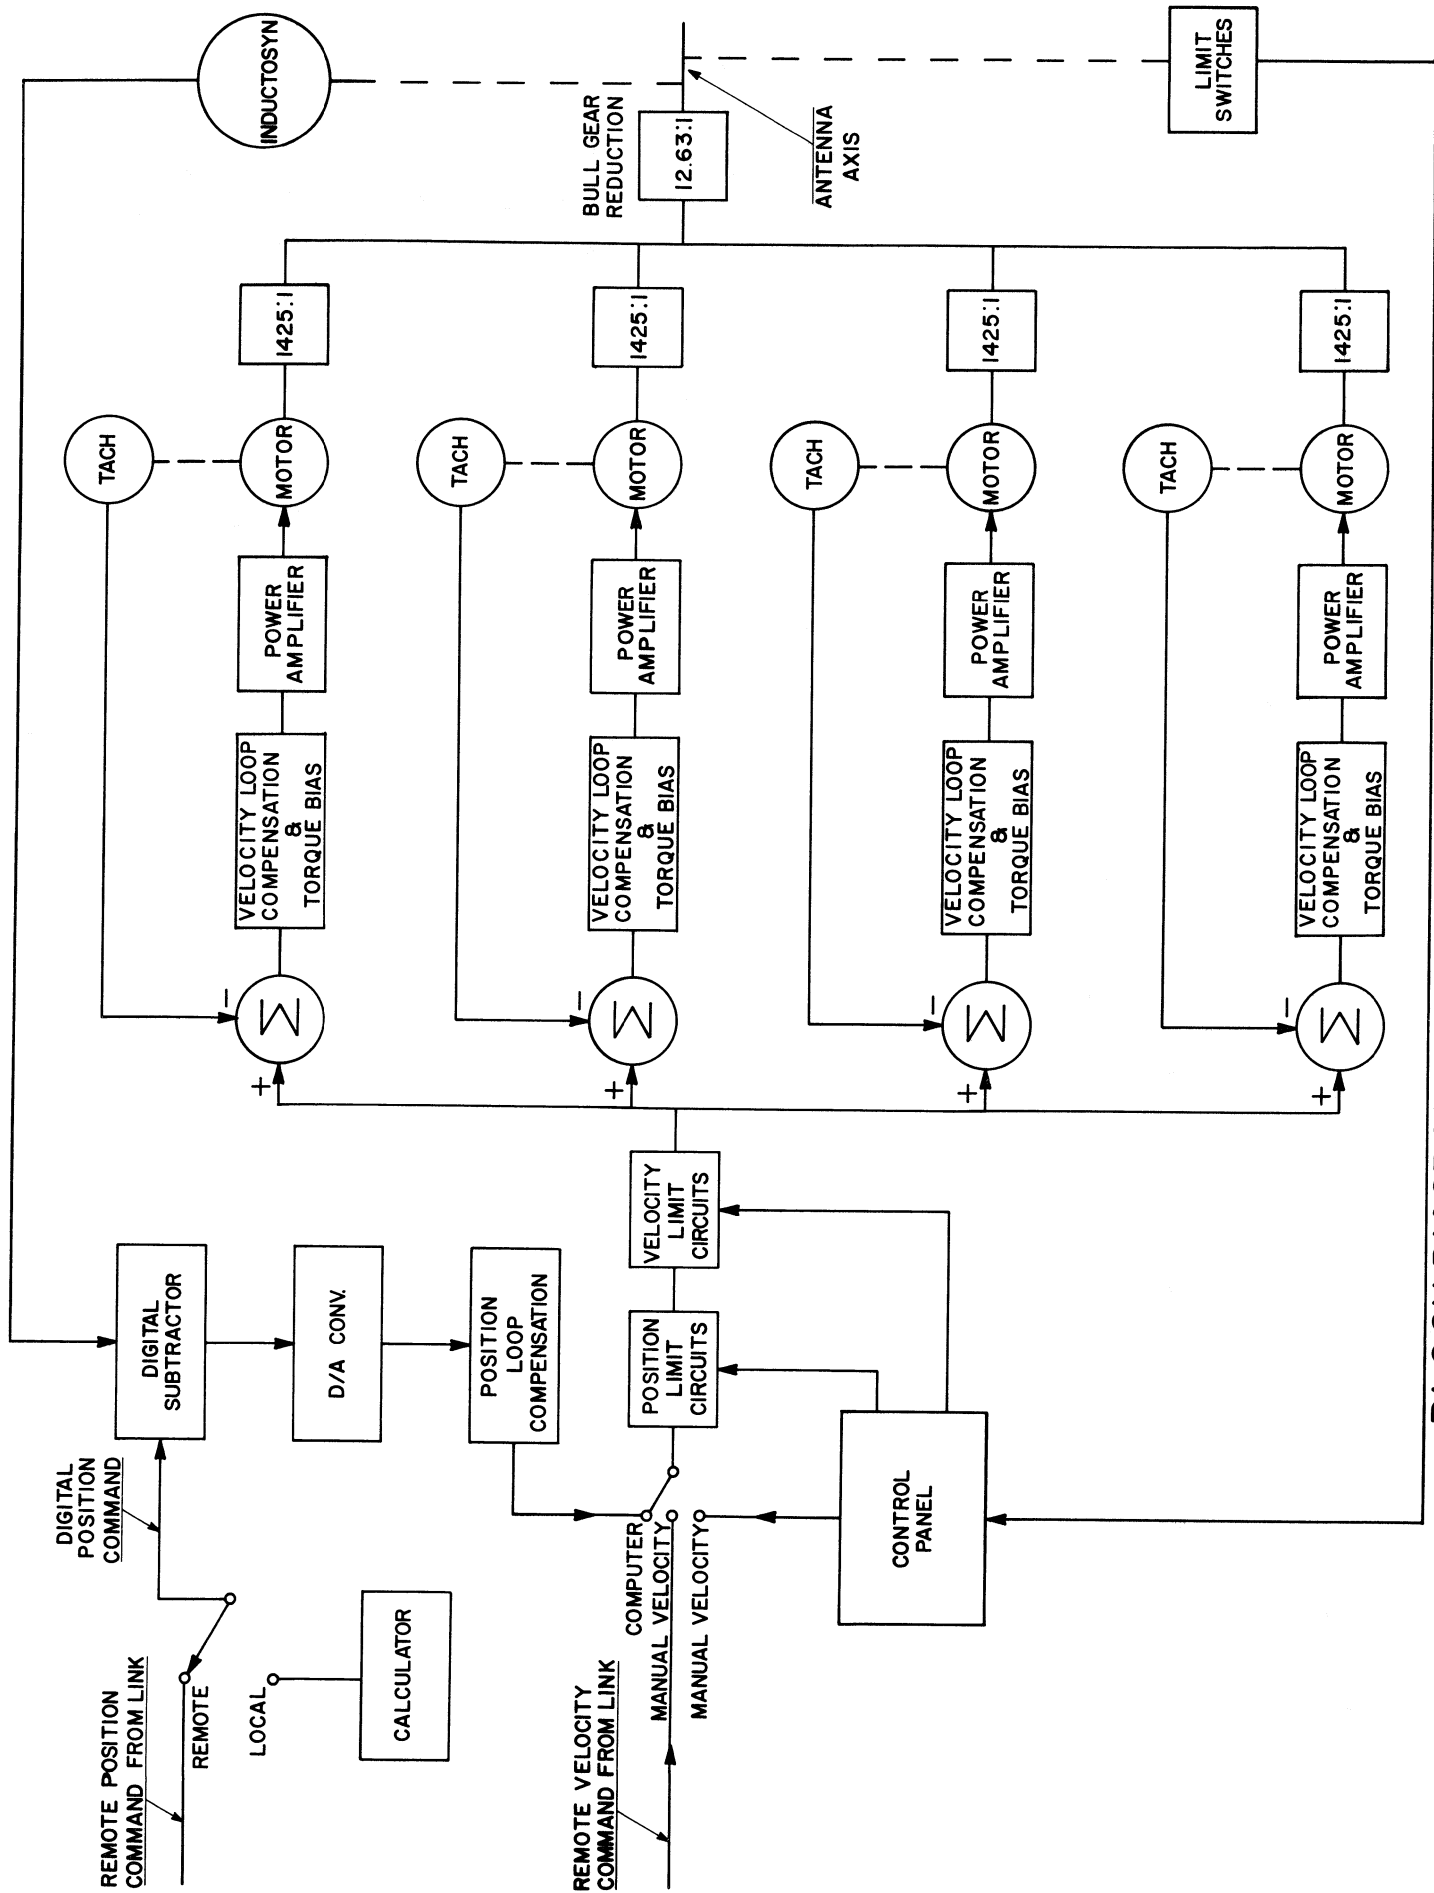 REMOTE POSITION
COMMAND FROM LINK
REMOTE
LOCAL
CALCULATOR
DIGITAL
POSITION
COMMAND
DIGITAL
SUBTRACTOR
D/A CONV.
POSITION
LOOP
COMPENSATION
REMOTE VELOCITY
COMMAND FROM LINK
COMPUTER
MANUAL VELOCITY
MANUAL VELOCITY
CONTROL
PANEL
POSITION
LIMIT
CIRCUITS
VELOCITY
LIMIT
CIRCUITS
+
-
Σ
VELOCITY LOOP
COMPENSATION
&
TORQUE BIAS
POWER
AMPLIFIER
MOTOR
TACH
1425:1
+
-
Σ
VELOCITY LOOP
COMPENSATION
&
TORQUE BIAS
POWER
AMPLIFIER
MOTOR
TACH
1425:1
+
-
Σ
VELOCITY LOOP
COMPENSATION
&
TORQUE BIAS
POWER
AMPLIFIER
MOTOR
TACH
1425:1
+
-
Σ
VELOCITY LOOP
COMPENSATION
&
TORQUE BIAS
POWER
AMPLIFIER
MOTOR
TACH
1425:1
BULL GEAR
REDUCTION
12.63:1
INDUCTOSYN
ANTENNA
AXIS
LIMIT
SWITCHES